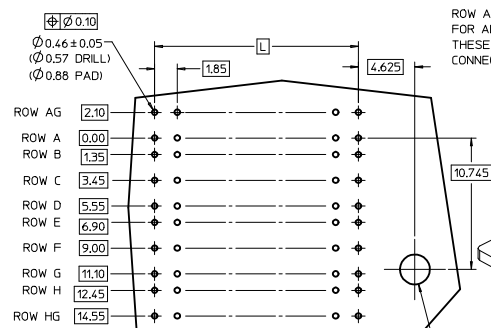 ⌖ Ø 0.10
Ø 0.46 ± 0.05
(Ø 0.57 DRILL)
(Ø 0.88 PAD)
L
1.85
4.625
ROW A
FOR
THESE
CONNEC
ROW AG 2.10
ROW A 0.00
ROW B 1.35
ROW C 3.45
ROW D 5.55
ROW E 6.90
ROW F 9.00
ROW G 11.10
ROW H 12.45
ROW HG 14.55
10.745